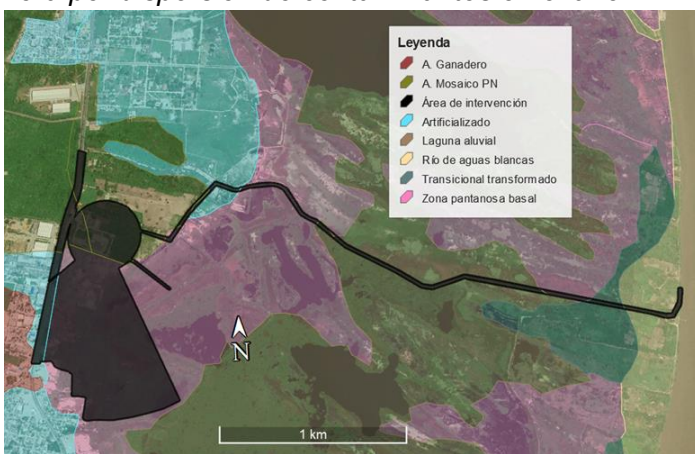 Leyenda
A. Ganadero
A. Mosaico PN
Área de intervención
Artificializado
Laguna aluvial
Río de aguas blancas
Transicional transformado
Zona pantanosa basal
N
1 km